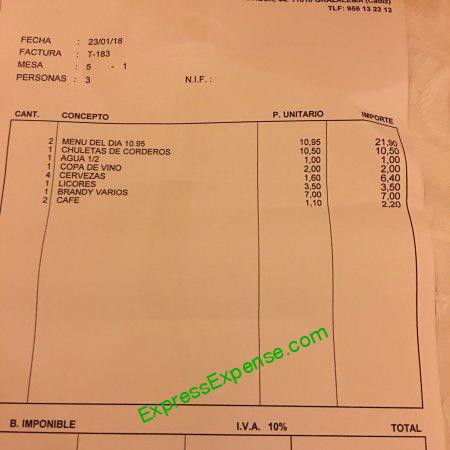 44. 11610 GRAZALEMA (Cádiz)
TLF: 956 13 23 13
FECHA : 23/01/18
FACTURA : T-183
MESA : 5 - 1
PERSONAS : 3 N.I.F. :
CANT. CONCEPTO P. UNITARIO IMPORTE
2 MENU DEL DIA 10.95 10,95 21,90
1 CHULETAS DE CORDEROS 10,50 10,50
1 AGUA 1/2 1,00 1,00
1 COPA DE VINO 2,00 2,00
4 CERVEZAS 1,60 6,40
1 LICORES 3,50 3,50
1 BRANDY VARIOS 7,00 7,00
2 CAFE 1,10 2,20
ExpressExpense.com
B. IMPONIBLE I.V.A. 10% TOTAL